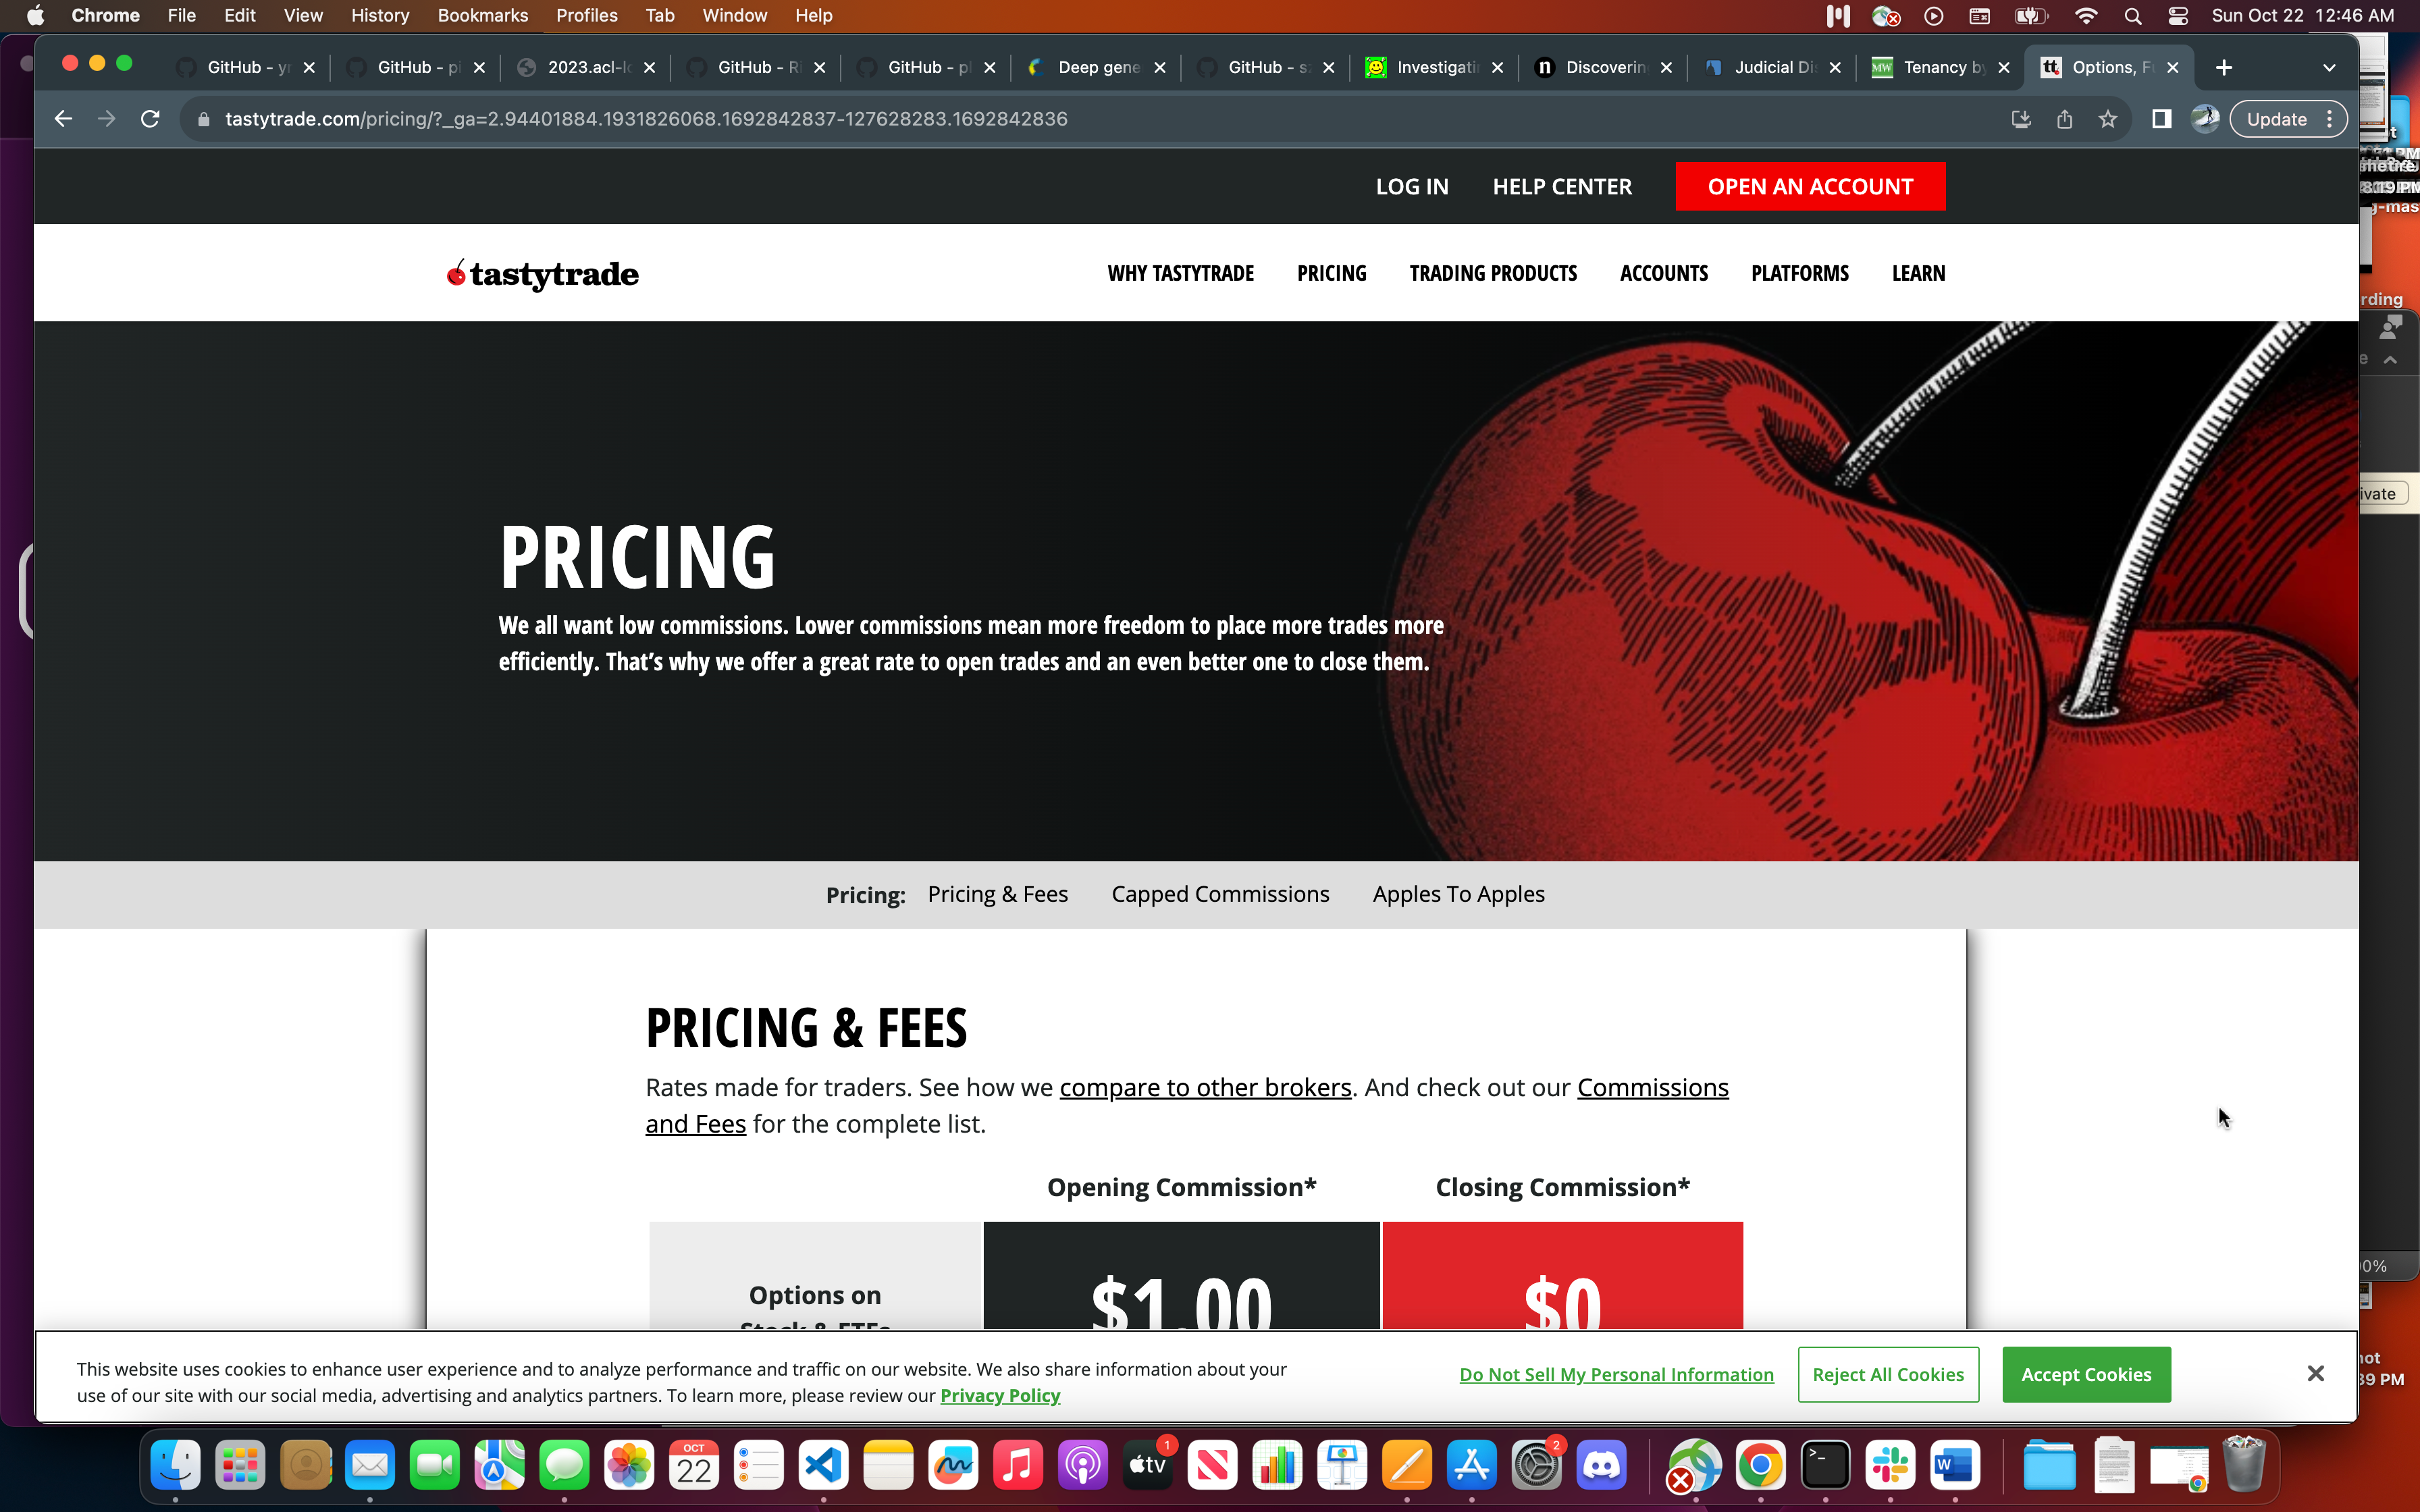 Chrome File Edit View History Bookmarks Profiles Tab Window Help
Sun Oct 22 12:46 AM
GitHub - GitHub - 2023.acl- GitHub - GitHub - Deep gene GitHub - Investigati Discoverin Judicial Di Tenancy by tt. Options, F
MW
tastytrade.com/pricing/?_ga=2.94401884.1931826068.1692842837-127628283.1692842836
Update
LOG IN HELP CENTER OPEN AN ACCOUNT
tastytrade
WHY TASTYTRADE PRICING TRADING PRODUCTS ACCOUNTS PLATFORMS LEARN
PRICING
We all want low commissions. Lower commissions mean more freedom to place more trades more
efficiently. That’s why we offer a great rate to open trades and an even better one to close them.
Pricing: Pricing & Fees Capped Commissions Apples To Apples
PRICING & FEES
Rates made for traders. See how we compare to other brokers. And check out our Commissions
and Fees for the complete list.
Opening Commission* Closing Commission*
Options on
Stock & ETFs
$1.00
$0
This website uses cookies to enhance user experience and to analyze performance and traffic on our website. We also share information about your
use of our site with our social media, advertising and analytics partners. To learn more, please review our Privacy Policy
Do Not Sell My Personal Information Reject All Cookies Accept Cookies
OCT
22
tv
1
2
W